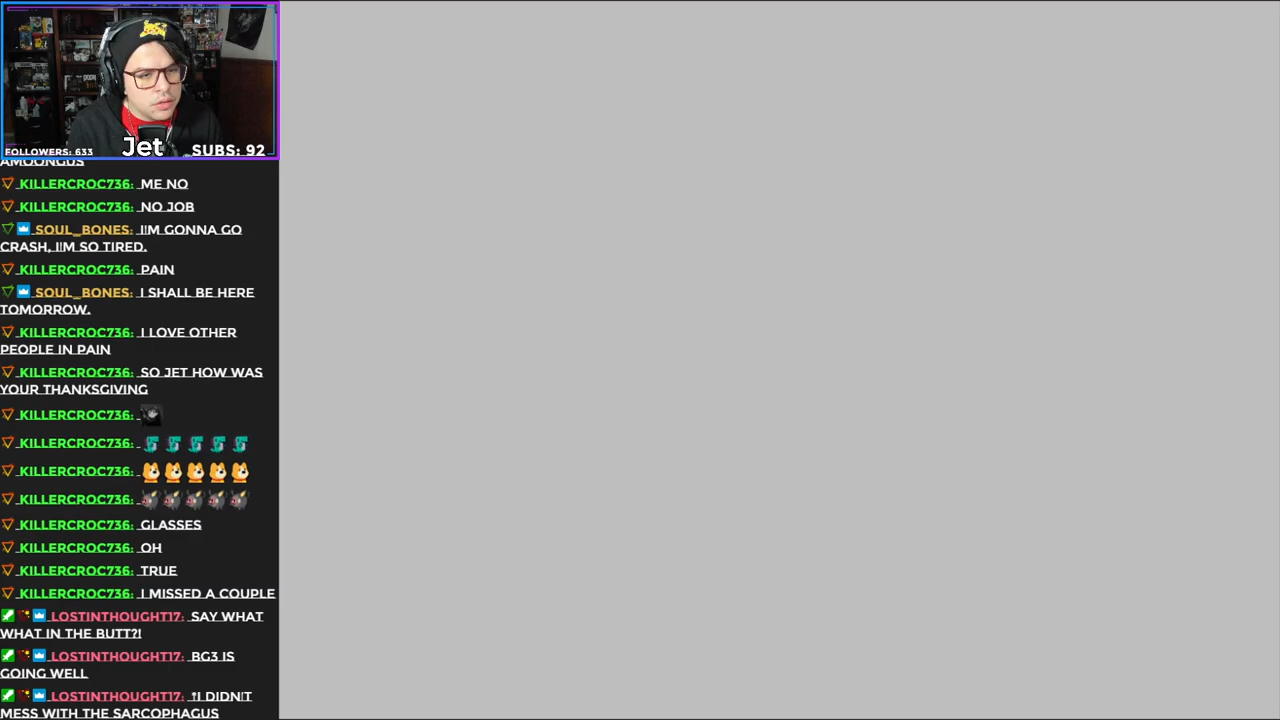 FOLLOWERS: 633
Jet
SUBS: 92
AMOONGUS
KILLERCROC736: ME NO
KILLERCROC736: NO JOB
SOUL_BONES: I'M GONNA GO
CRASH, I'M SO TIRED.
KILLERCROC736: PAIN
SOUL_BONES: I SHALL BE HERE
TOMORROW.
KILLERCROC736: I LOVE OTHER
PEOPLE IN PAIN
KILLERCROC736: SO JET HOW WAS
YOUR THANKSGIVING
KILLERCROC736:
KILLERCROC736:
KILLERCROC736:
KILLERCROC736:
KILLERCROC736: GLASSES
KILLERCROC736: OH
KILLERCROC736: TRUE
KILLERCROC736: I MISSED A COUPLE
LOSTINTHOUGHT17: SAY WHAT
WHAT IN THE BUTT?!
LOSTINTHOUGHT17: BG3 IS
GOING WELL
LOSTINTHOUGHT17: *I DIDN'T
MESS WITH THE SARCOPHAGUS